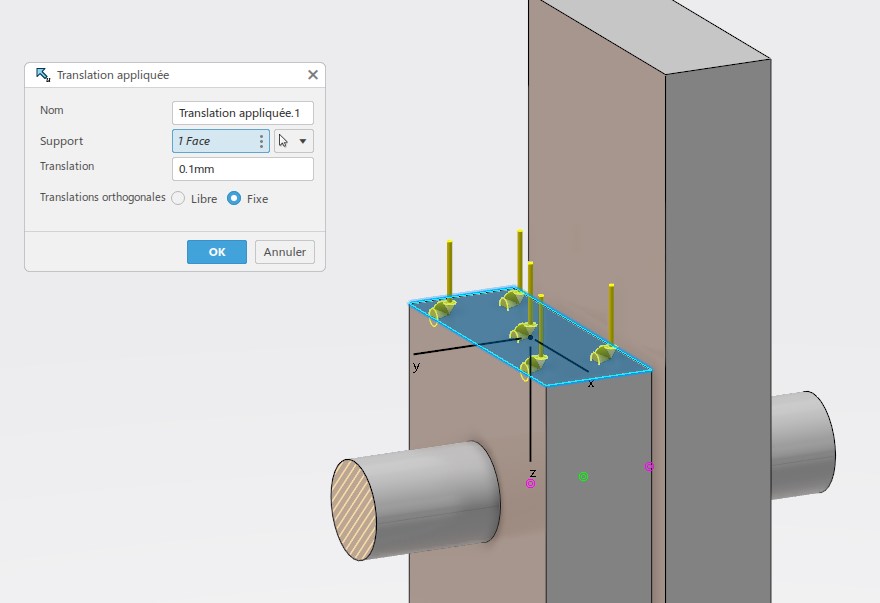 Translation appliquée
Nom
Translation appliquée.1
Support
1 Face
Translation
0.1mm
Translations orthogonales
Libre
Fixe
OK
Annuler
y
x
z